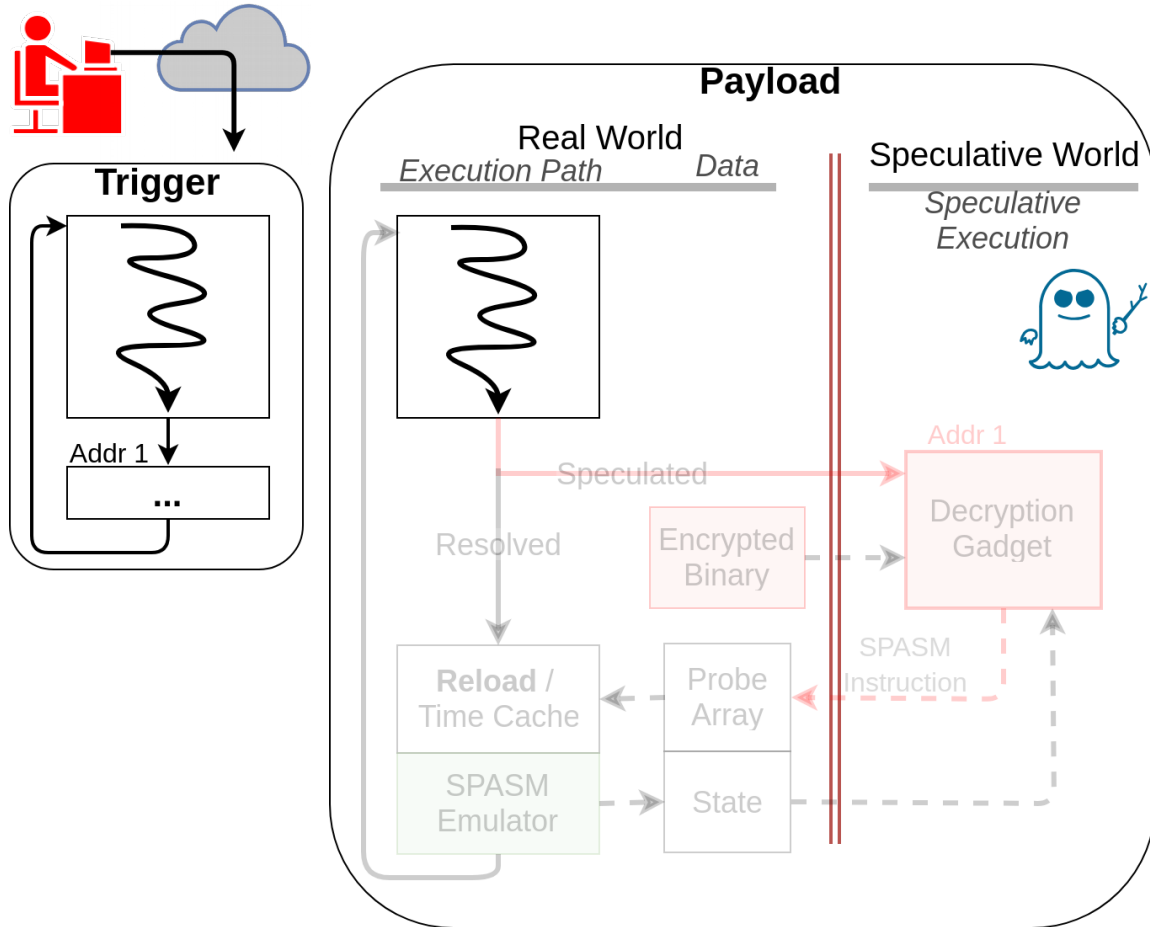 Payload
Real World
Execution Path
Data
Speculative World
Speculative
Execution
Trigger
Addr 1
...
Addr 1
Speculated
Decryption
Gadget
Resolved
Encrypted
Binary
SPASM
Instruction
Reload /
Time Cache
Probe
Array
SPASM
Emulator
State